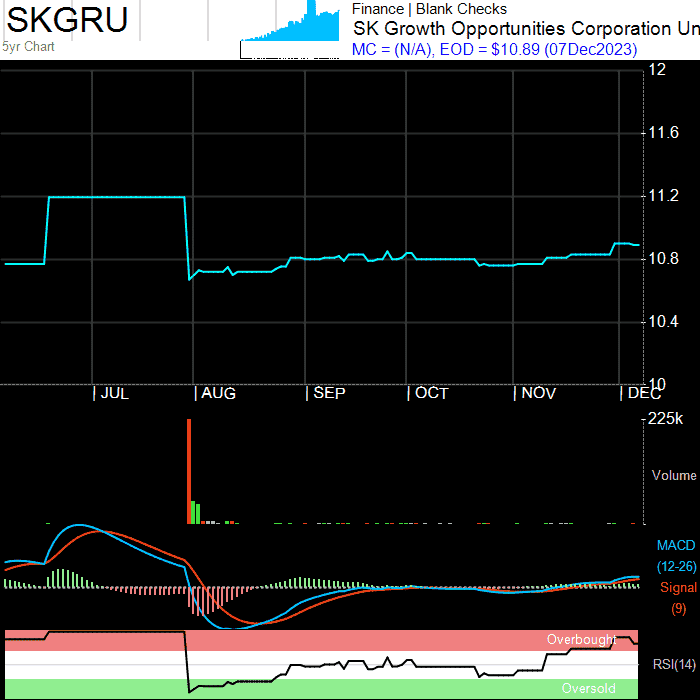 SKGRU
5yr Chart
Finance | Blank Checks
SK Growth Opportunities Corporation Un
MC = (N/A), EOD = $10.89 (07Dec2023)
12
11.6
11.2
10.8
10.4
10
| JUL | AUG | SEP | OCT | NOV | DEC
225k
Volume
MACD
(12-26)
Signal
(9)
Overbought
RSI(14)
Oversold